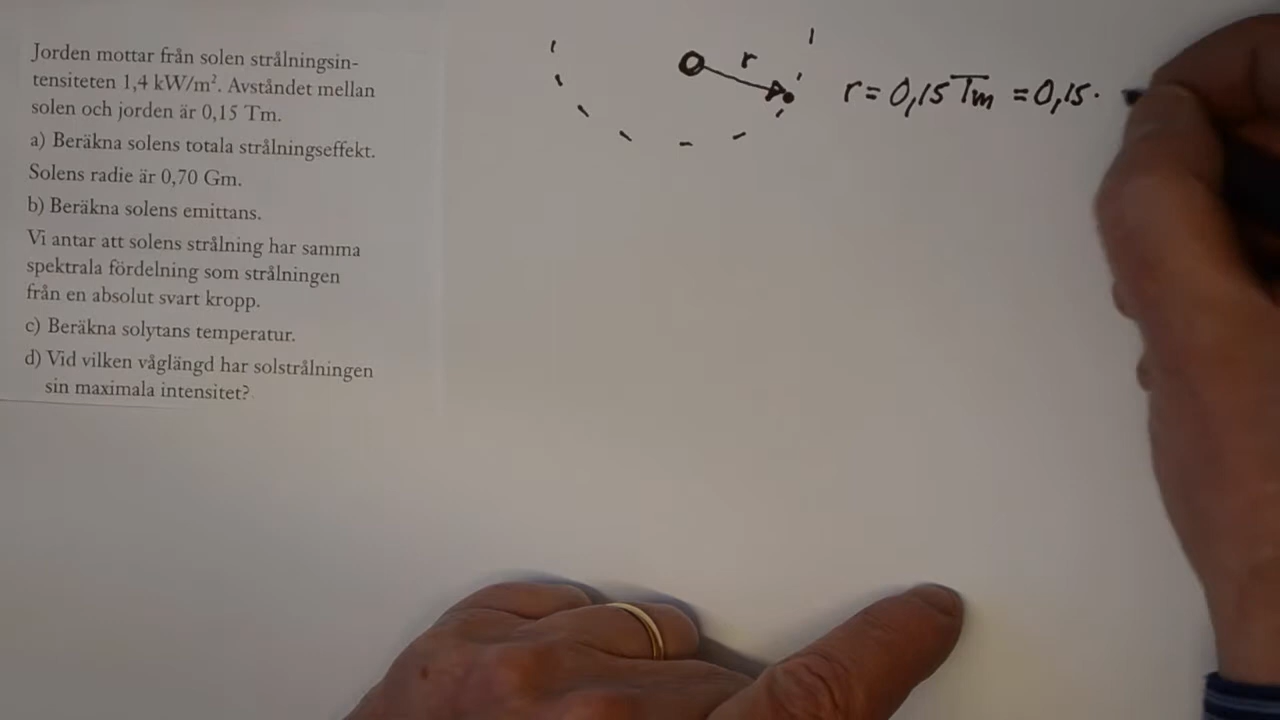 Jorden mottar från solen strålningsin-
tensiteten 1,4 kW/m². Avståndet mellan
solen och jorden är 0,15 Tm.
a) Beräkna solens totala strålningseffekt.
Solens radie är 0,70 Gm.
b) Beräkna solens emittans.
Vi antar att solens strålning har samma
spektrala fördelning som strålningen
från en absolut svart kropp.
c) Beräkna solytans temperatur.
d) Vid vilken våglängd har solstrålningen
sin maximala intensitet?
r
r = 0,15 Tm = 0,15 ·